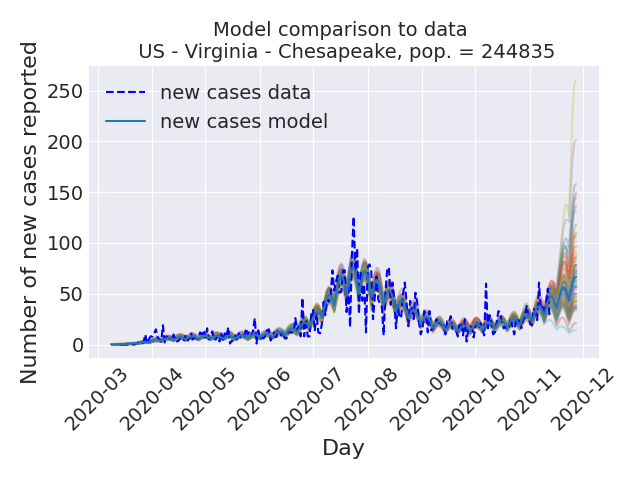 Model comparison to data
US - Virginia - Chesapeake, pop. = 244835
Number of new cases reported
250
200
150
100
50
0
new cases data
new cases model
2020-03
2020-04
2020-05
2020-06
2020-07
2020-08
2020-09
2020-10
2020-11
2020-12
Day